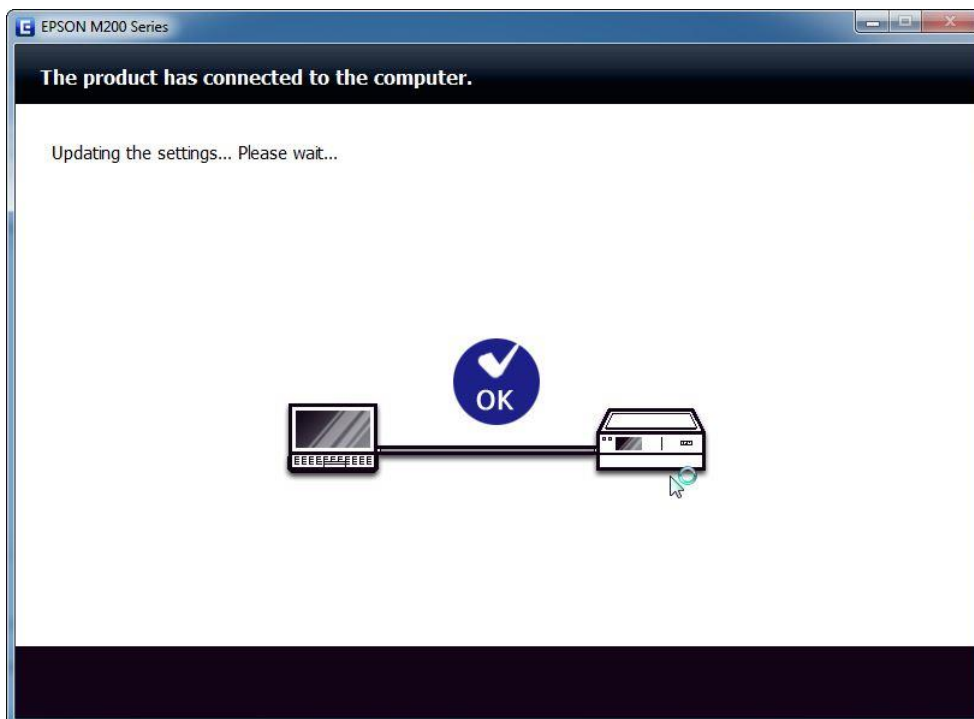 EPSON M200 Series
The product has connected to the computer.
Updating the settings... Please wait...
OK